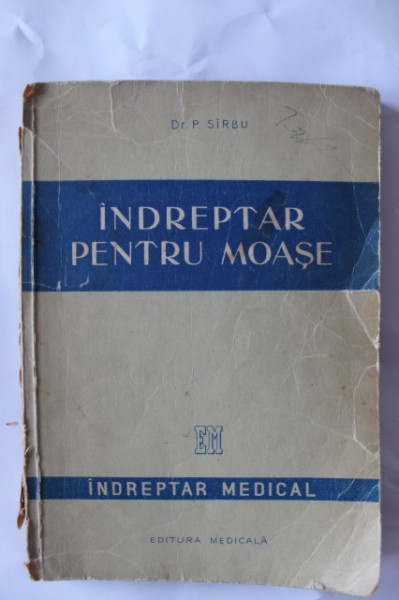 Dr. P. SÎRBU
ÎNDREPTAR
PENTRU MOAȘE
EM
ÎNDREPTAR MEDICAL
EDITURA MEDICALĂ